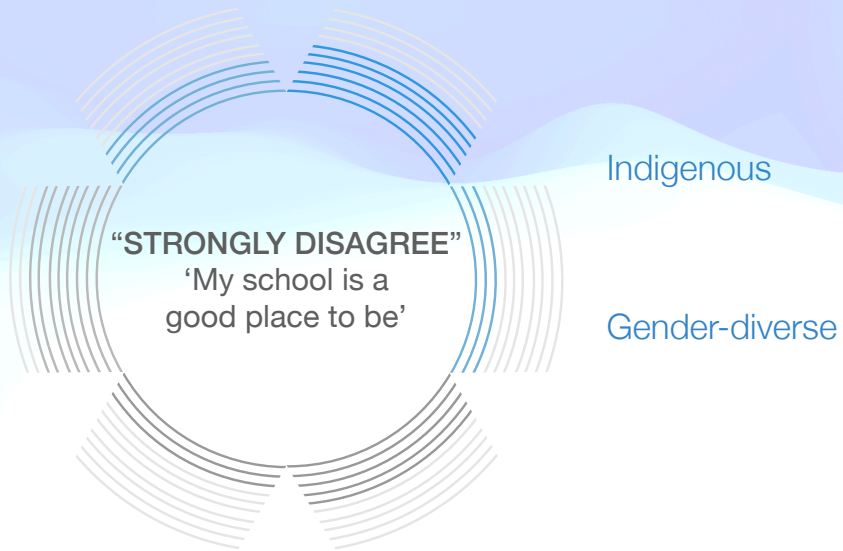 “STRONGLY DISAGREE”
‘My school is a
good place to be’
Indigenous
Gender-diverse